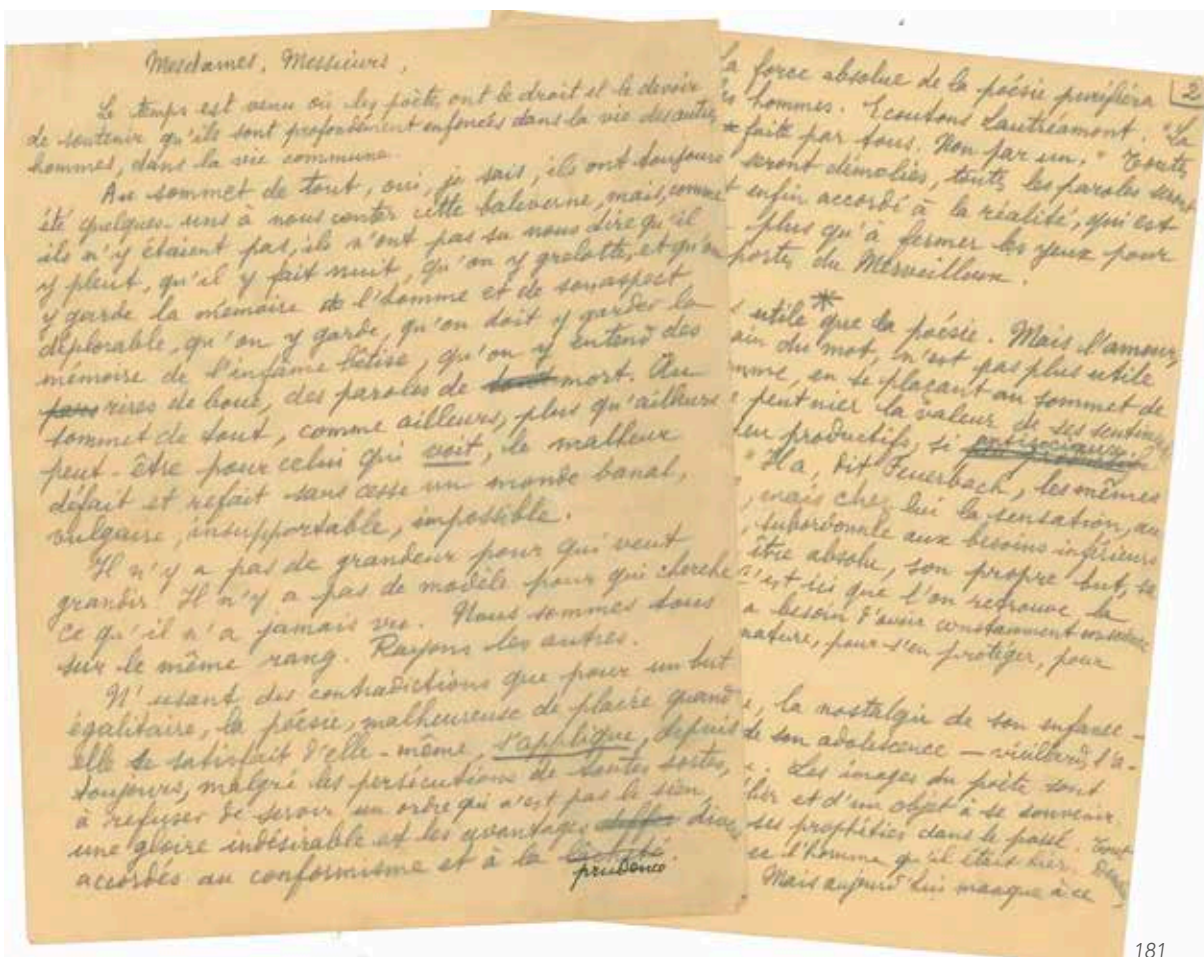 Mesdames, Messieurs,
Le temps est venu où les poètes ont le droit et le devoir
de soutenir qu'ils sont profondément enfoncés dans la vie des autres
hommes, dans la vie commune.
Au sommet de tout, oui, je sais, ils ont toujours
été quelques-uns à nous conter cette baliverne, mais, comme
ils n'y étaient pas, ils n'ont pas su nous dire qu'il
y pleut, qu'il y fait nuit, qu'on y grelotte, et qu'on
y garde la mémoire de l'homme et de son aspect
déplorable, qu'on y garde, qu'on doit y garder la
mémoire de l'infâme bêtise, qu'on y entend des
rires de boue, des paroles de mort. Au
sommet de tout, comme ailleurs, plus qu'ailleurs
peut-être pour celui qui voit, le malheur
défait et refait sans cesse un monde banal,
vulgaire, insupportable, impossible.
Il n'y a pas de grandeur pour qui veut
grandir. Il n'y a pas de modèle pour qui cherche
ce qu'il n'a jamais vu. Nous sommes tous
sur le même rang. Rayons les autres.
N'usant des contradictions que pour un but
égalitaire, la poésie, malheureuse de plaire quand
elle se satisfait d'elle-même, s'applique, depuis
toujours, malgré les persécutions de toutes sortes,
à refuser de servir un ordre qui n'est pas le sien,
une gloire indésirable et les avantages divers
accordés au conformisme et à la
prudence.
2
La force absolue de la poésie purifiera
les hommes. Ecoutons Lautréamont. "La
faite par tous. Non par un." Toutes
seront démolies, toutes les paroles seront
enfin accordé à la réalité, qui est
plus qu'à fermer les yeux pour
portes du Merveilleux.
*
utile que la poésie. Mais l'amour,
du mot, n'est pas plus utile
en se plaçant au sommet de
peut nier la valeur de ses sentiments
productifs, si antisociaux
"Il a, dit Feuerbach, les mêmes
mais chez lui la sensation, au
subordonnée aux besoins inférieurs
être absolu, son propre but, sa
c'est ici que l'on retrouve la
besoin d'avoir constamment conscience
nature, pour s'en protéger, pour
la nostalgie de son enfance –
de son adolescence – vieillard, l'a-
Les images du poète sont
et d'un objet à se souvenir
ses prophéties dans le passé. Tout
l'homme qu'il était hier.
Mais aujourd'hui manque à ce
181